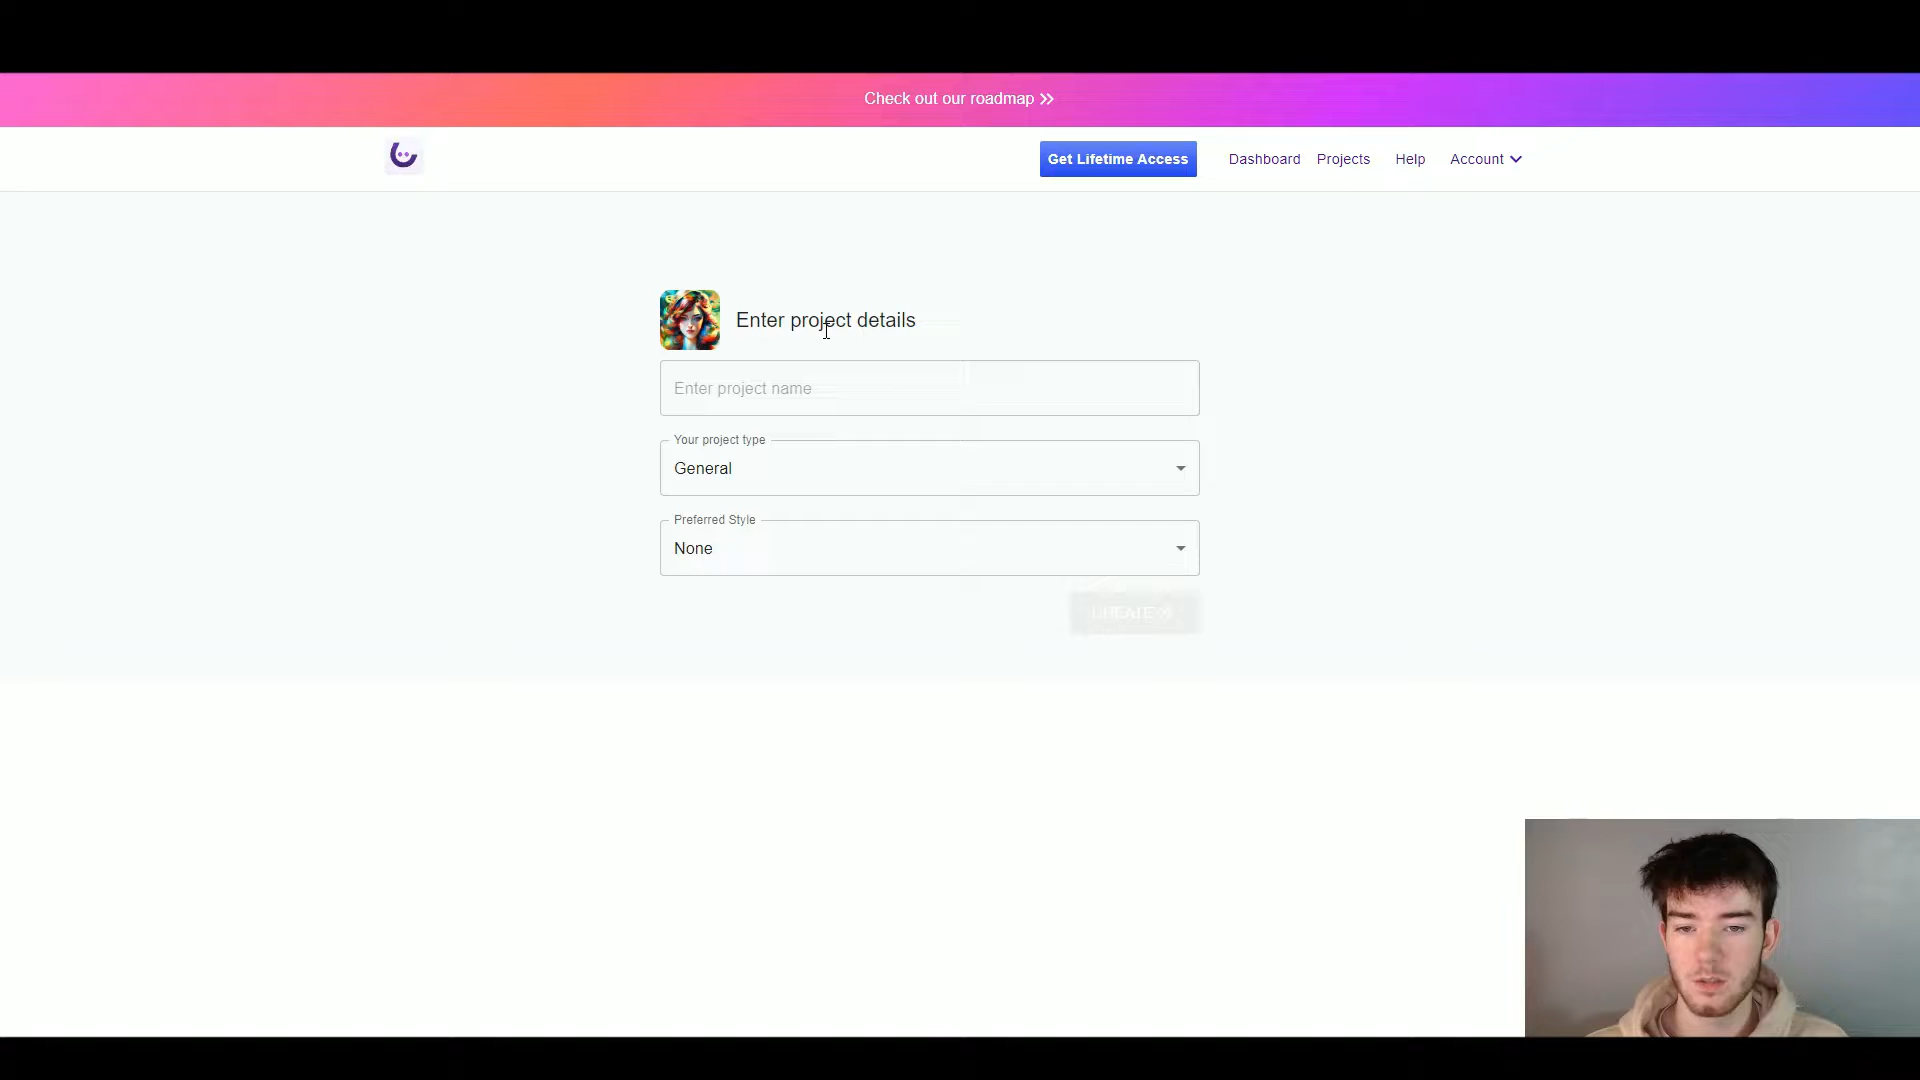 Check out our roadmap >>
Get Lifetime Access
Dashboard
Projects
Help
Account
Enter project details
Enter project name
Your project type
General
Preferred Style
None
CREATE